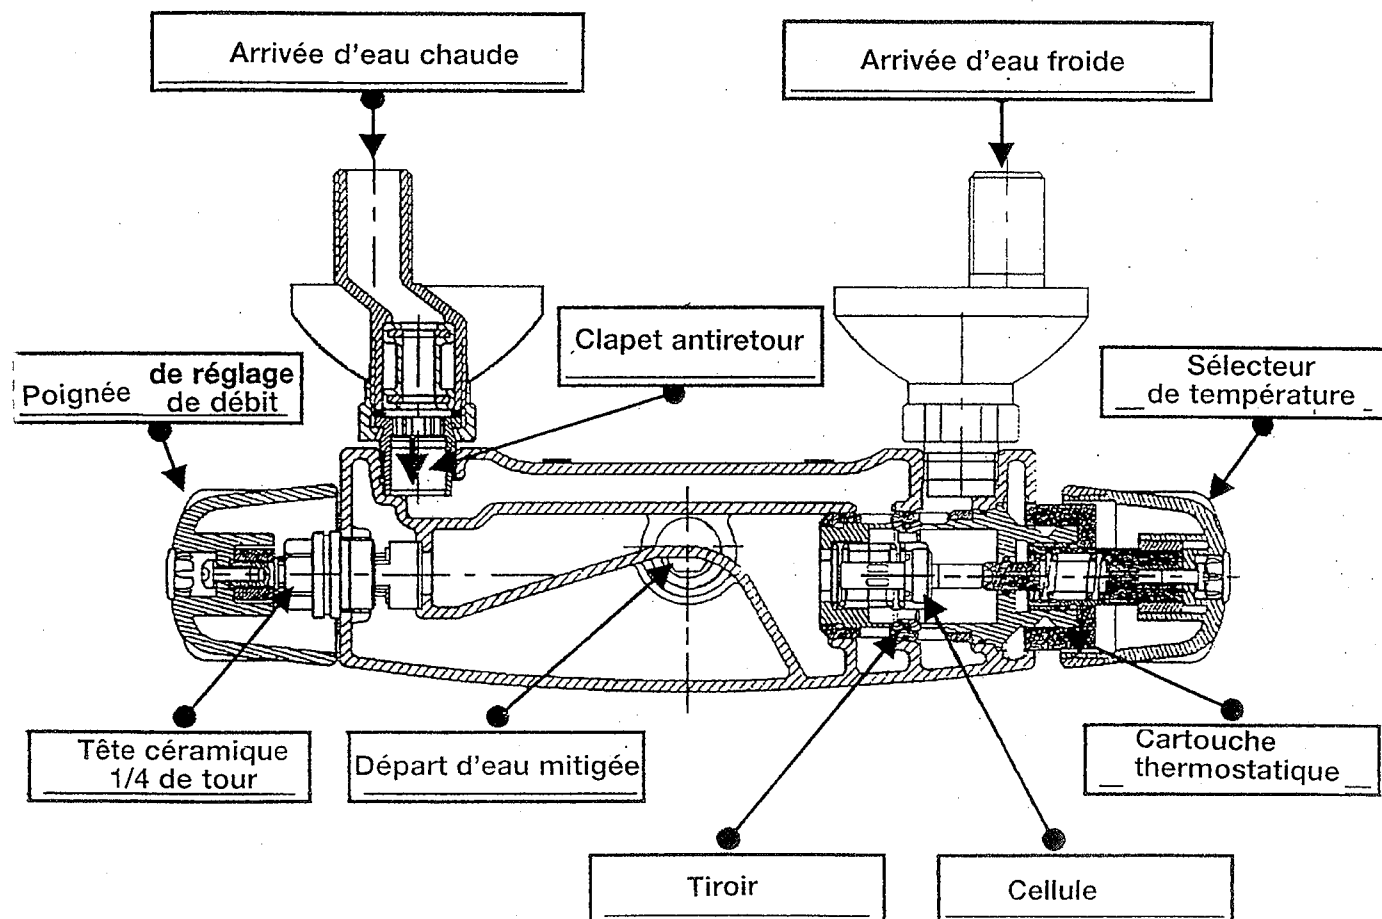 Arrivée d'eau chaude
Arrivée d'eau froide
Clapet antiretour
Poignée de réglage
de débit
Sélecteur
de température
Tête céramique
1/4 de tour
Départ d'eau mitigée
Cartouche
thermostatique
Tiroir
Cellule